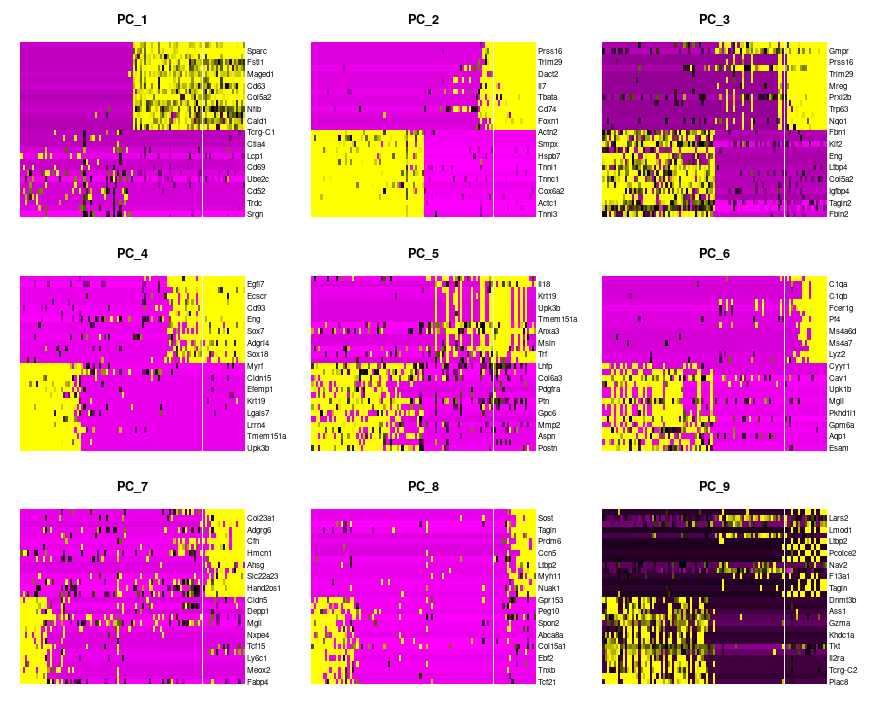 PC_1
Sparc
Fstl1
Maged1
Cd63
Col5a2
Nfib
Cald1
Tcrg-C1
Ctla4
Lcp1
Cd69
Ube2c
Cd52
Trdc
Srgn
PC_2
Prss16
Trim29
Dact2
Il7
Tbata
Cd74
Foxn1
Actn2
Smpx
Hspb7
Tnni1
Tnnc1
Cox6a2
Actc1
Tnni3
PC_3
Gmpr
Prss16
Trim29
Mreg
Prxl2b
Trp63
Nqo1
Fbn1
Klf2
Eng
Ltbp4
Col5a2
Igfbp4
Tagln2
Fbln2
PC_4
Egfl7
Ecscr
Cd93
Eng
Sox7
Adgrl4
Sox18
Myrf
Cldn15
Efemp1
Krt19
Lgals7
Lrrn4
Tmem151a
Upk3b
PC_5
Il18
Krt19
Upk3b
Tmem151a
Anxa3
Msln
Trf
Lhfp
Col6a3
Pdgfra
Ptn
Gpc6
Mmp2
Aspn
Postn
PC_6
C1qa
C1qb
Fcer1g
Pf4
Ms4a6d
Ms4a7
Lyz2
Cyyr1
Cav1
Upk1b
Mgll
Pkhd1l1
Gpm6a
Aqp1
Esam
PC_7
Col23a1
Adgrg6
Cfh
Hmcn1
Ahsg
Slc22a23
Hand2os1
Cldn5
Depp1
Mgll
Nxpe4
Tcf15
Ly6c1
Meox2
Fabp4
PC_8
Sost
Tagln
Prdm6
Ccn5
Ltbp2
Myh11
Nuak1
Gpr153
Peg10
Spon2
Abca8a
Col15a1
Ebf2
Tnxb
Tcf21
PC_9
Lars2
Lmod1
Ltbp2
Pcolce2
Nav2
F13a1
Tagln
Dnmt3b
Ass1
Gzma
Khdc1a
Tkt
Il2ra
Tcrg-C2
Plac8